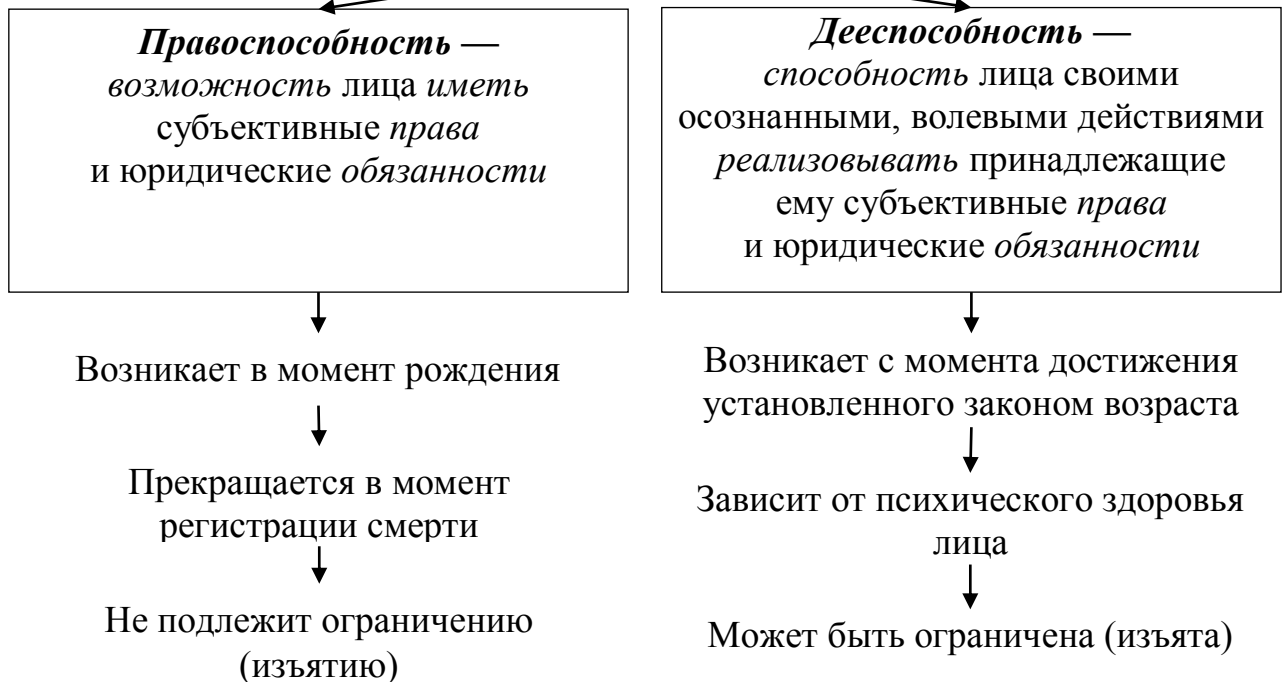 Правоспособность —
возможность лица иметь
субъективные права
и юридические обязанности
Возникает в момент рождения
Прекращается в момент
регистрации смерти
Не подлежит ограничению
(изъятию)
Дееспособность —
способность лица своими
осознанными, волевыми действиями
реализовывать принадлежащие
ему субъективные права
и юридические обязанности
Возникает с момента достижения
установленного законом возраста
Зависит от психического здоровья
лица
Может быть ограничена (изъята)